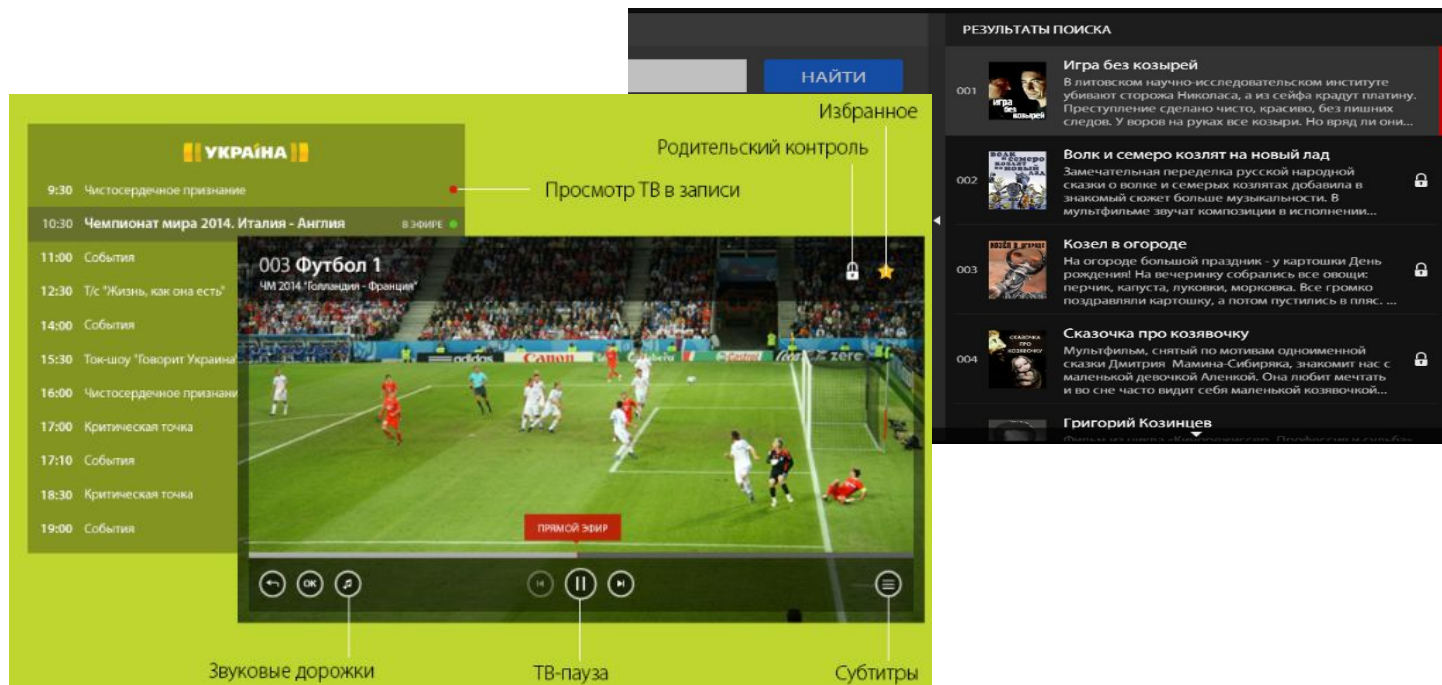 РЕЗУЛЬТАТЫ ПОИСКА
НАЙТИ
001
Игра без козырей
В литовском научно-исследовательском институте
убивают сторожа Николаса, а из сейфа крадут платину.
Преступление сделано чисто, красиво, без лишних
следов. У воров на руках все козыри. Но вряд ли они...
игра
без
козырей
002
Волк и семеро козлят на новый лад
Замечательная переделка русской народной
сказки о волке и семерых козлятах добавила в
знакомый сюжет больше музыкальности. В
мультфильме звучат композиции в исполнении...
003
Козел в огороде
На огороде большой праздник - у картошки День
рождения! На вечеринку собрались все овощи:
перчик, капуста, луковки, морковка. Все громко
поздравляли картошку, а потом пустились в пляс. ...
004
Сказочка про козявочку
Мультфильм, снятый по мотивам одноименной
сказки Дмитрия Мамина-Сибиряка, знакомит нас с
маленькой девочкой Аленкой. Она любит мечтать
и во сне часто видит себя маленькой козявочкой...
Григорий Козинцев
Избранное
Родительский контроль
Просмотр ТВ в записи
УКРАЇНА
9:30 Чистосердечное признание
10:30 Чемпионат мира 2014. Италия - Англия В ЭФИРЕ
11:00 События
12:30 Т/с "Жизнь, как она есть"
14:00 События
15:30 Ток-шоу "Говорит Украина"
16:00 Чистосердечное признани
17:00 Критическая точка
17:10 События
18:30 Критическая точка
19:00 События
003 Футбол 1
ЧМ 2014 "Голландия - Франция"
adidas
Canon
Carlsberg
Castrol
zero
ПРЯМОЙ ЭФИР
OK
Звуковые дорожки
ТВ-пауза
Субтитры